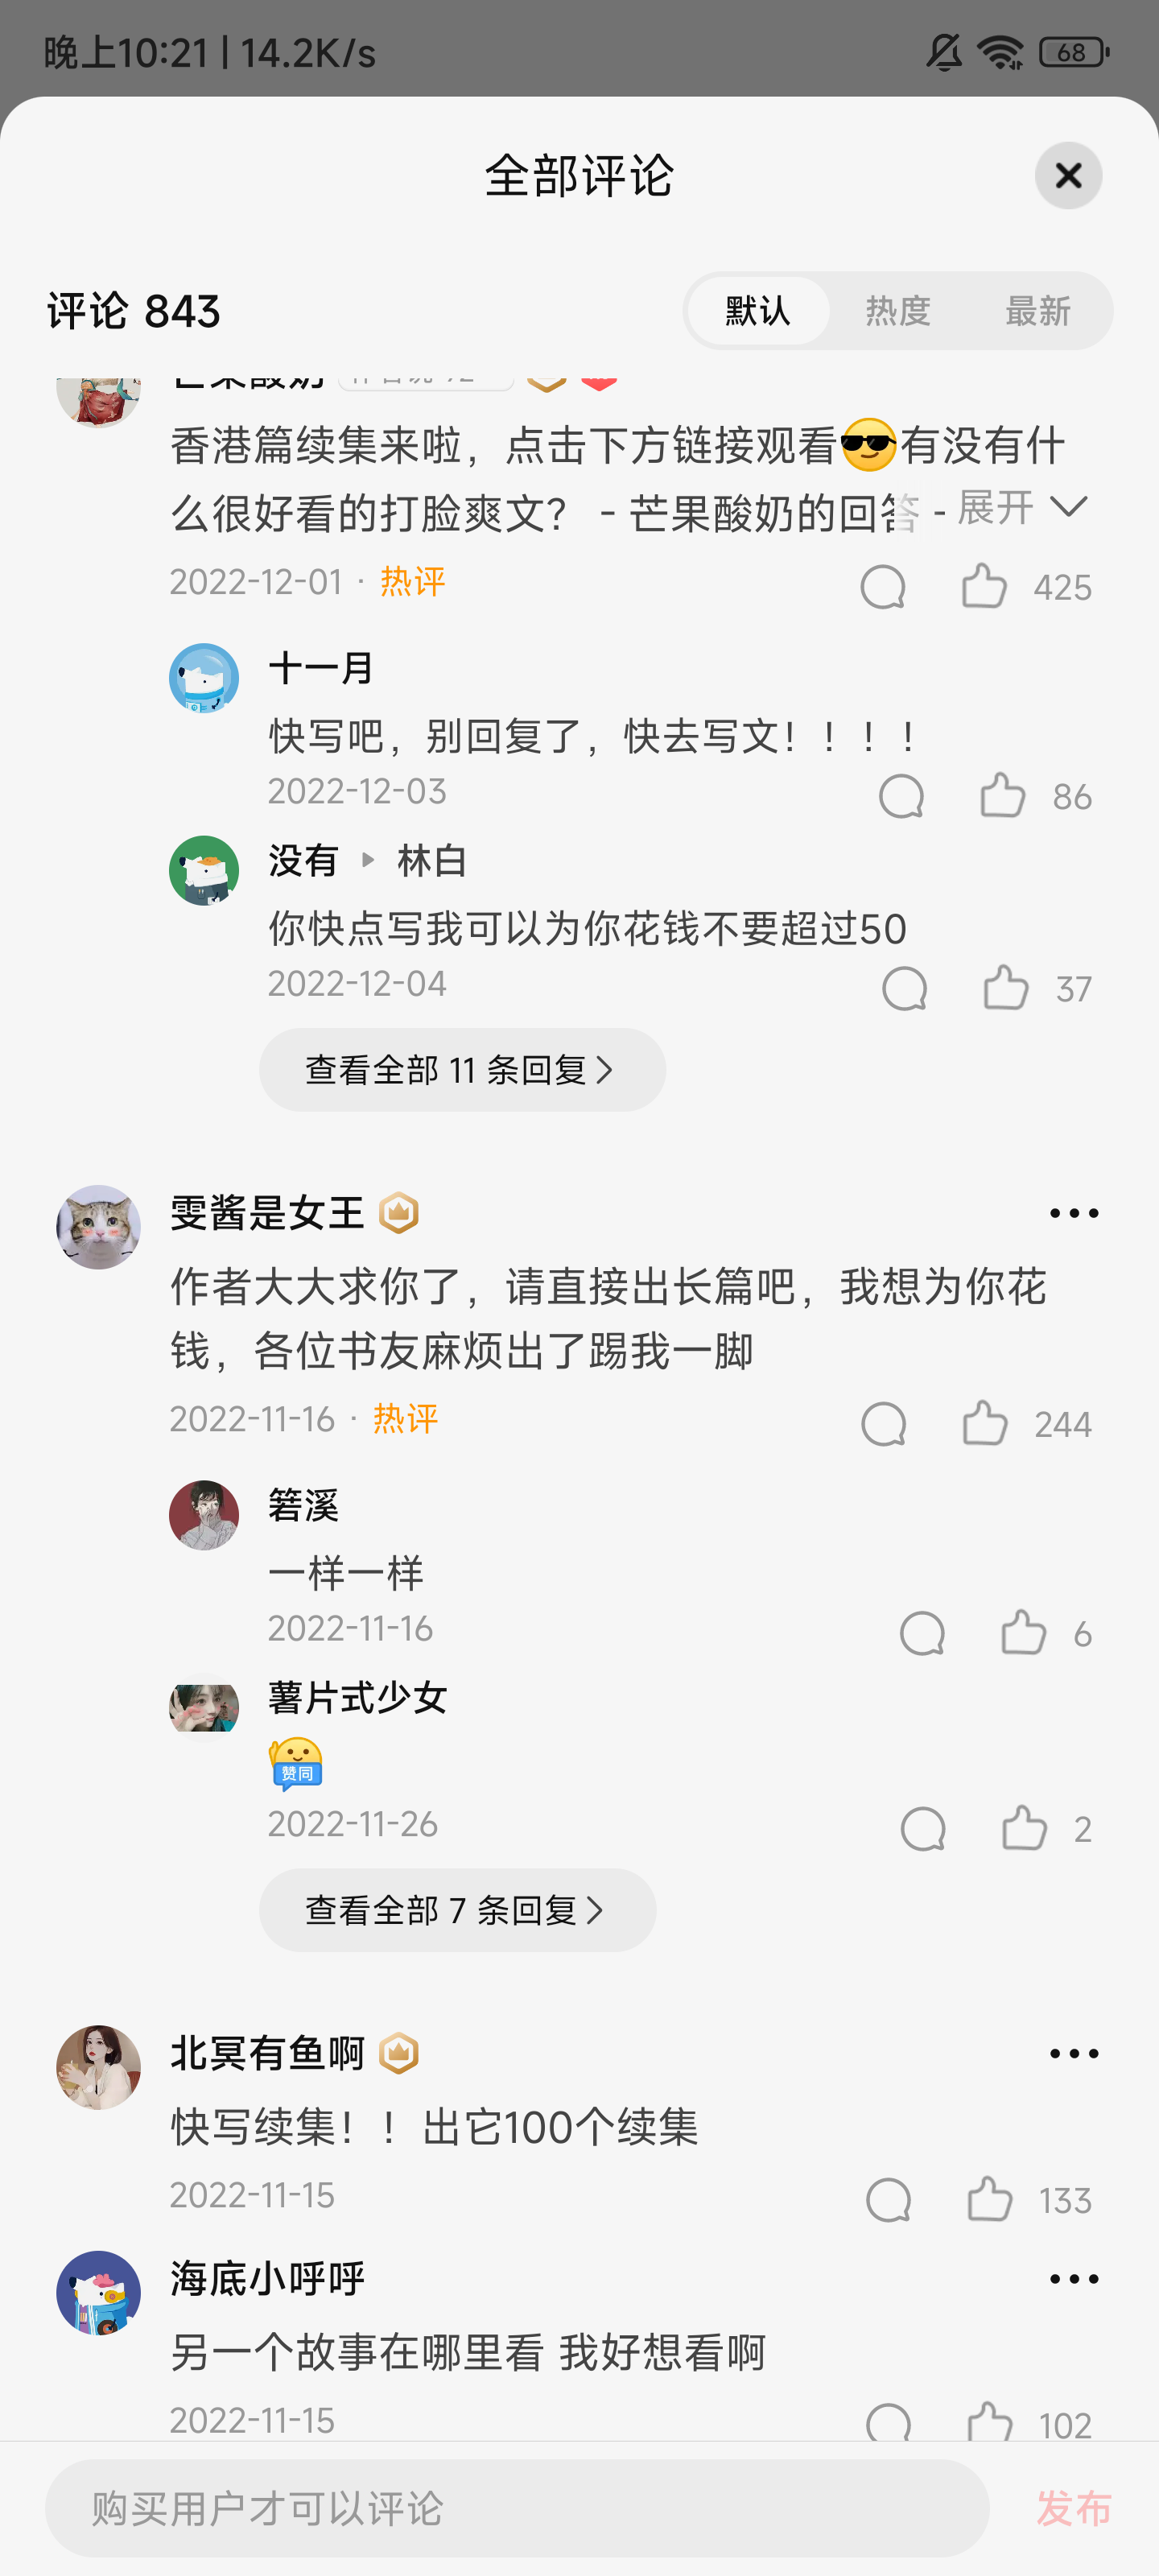 晚上10:21 | 14.2K/s
68
全部评论
评论 843
默认 热度 最新
芒果酸奶
香港篇续集来啦，点击下方链接观看😎有没有什
么很好看的打脸爽文？ - 芒果酸奶的回答 - 展开
2022-12-01 · 热评 425
十一月
快写吧，别回复了，快去写文！！！！
2022-12-03 86
没有 ▸ 林白
你快点写我可以为你花钱不要超过50
2022-12-04 37
查看全部 11 条回复 >
雯酱是女王
作者大大求你了，请直接出长篇吧，我想为你花
钱，各位书友麻烦出了踢我一脚
2022-11-16 · 热评 244
箬溪
一样一样
2022-11-16 6
薯片式少女
赞同
2022-11-26 2
查看全部 7 条回复 >
北冥有鱼啊
快写续集！！出它100个续集
2022-11-15 133
海底小呼呼
另一个故事在哪里看 我好想看啊
2022-11-15 102
购买用户才可以评论 发布